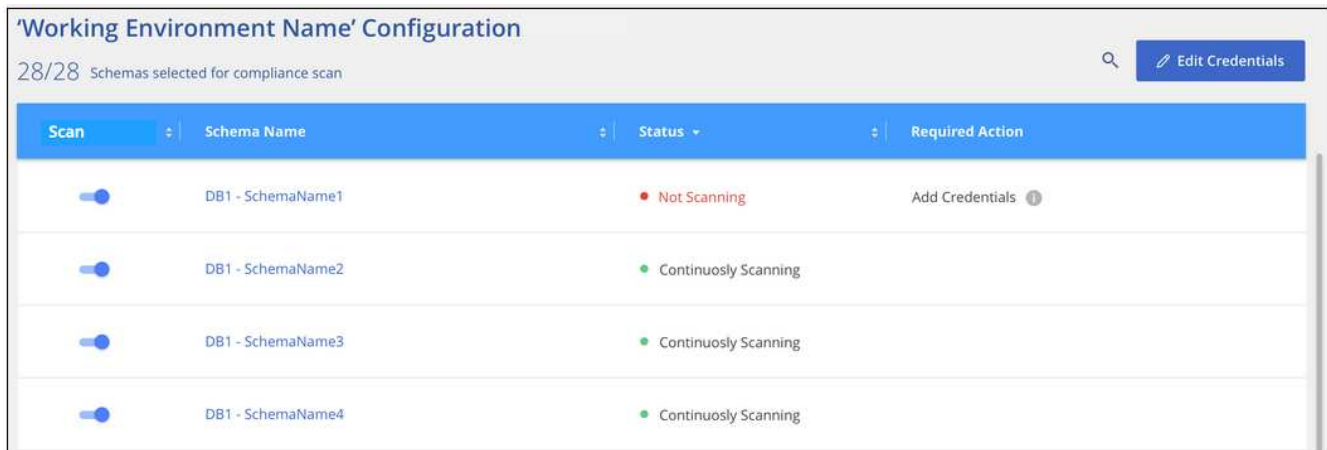 ‘Working Environment Name’ Configuration
28/28 Schemas selected for compliance scan
Edit Credentials
Scan Schema Name Status Required Action
DB1 - SchemaName1 Not Scanning Add Credentials i
DB1 - SchemaName2 Continuosly Scanning
DB1 - SchemaName3 Continuosly Scanning
DB1 - SchemaName4 Continuosly Scanning